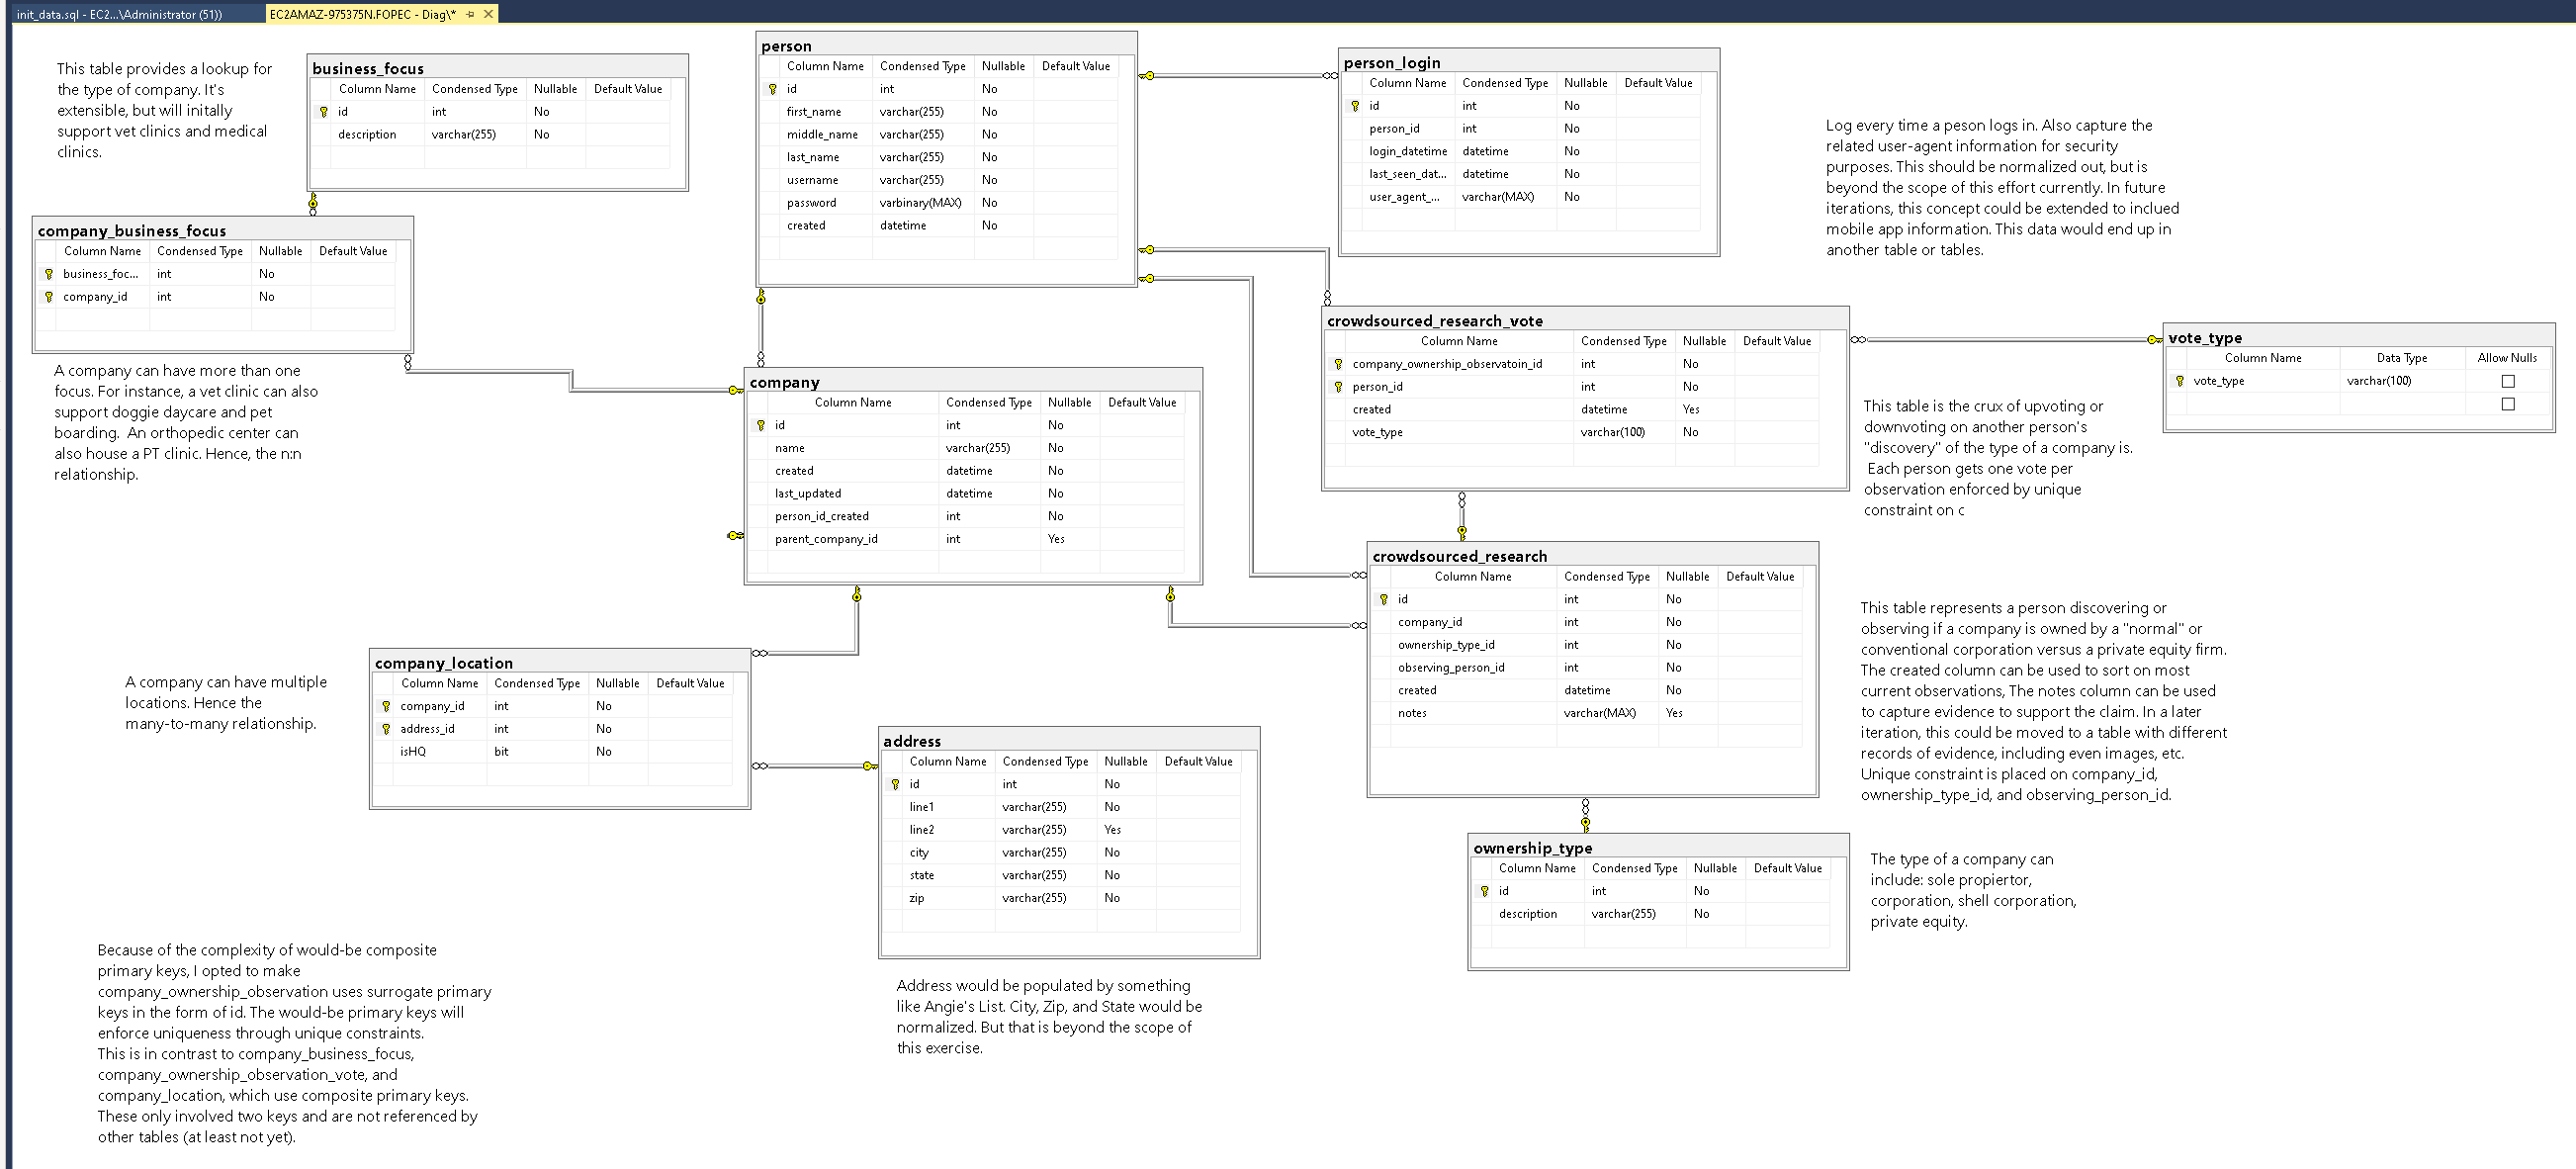 init_data.sql - EC2...\Administrator (51))
EC2AMAZ-975375N.FOPEC - Diag\*
This table provides a lookup for
the type of company. It's
extensible, but will initally
support vet clinics and medical
clinics.
business_focus
Column Name Condensed Type Nullable Default Value
id int No
description varchar(255) No
person
Column Name Condensed Type Nullable Default Value
id int No
first_name varchar(255) No
middle_name varchar(255) No
last_name varchar(255) No
username varchar(255) No
password varbinary(MAX) No
created datetime No
person_login
Column Name Condensed Type Nullable Default Value
id int No
person_id int No
login_datetime datetime No
last_seen_dat... datetime No
user_agent_... varchar(MAX) No
Log every time a peson logs in. Also capture the
related user-agent information for security
purposes. This should be normalized out, but is
beyond the scope of this effort currently. In future
iterations, this concept could be extended to inclued
mobile app information. This data would end up in
another table or tables.
company_business_focus
Column Name Condensed Type Nullable Default Value
business_foc... int No
company_id int No
A company can have more than one
focus. For instance, a vet clinic can also
support doggie daycare and pet
boarding. An orthopedic center can
also house a PT clinic. Hence, the n:n
relationship.
company
Column Name Condensed Type Nullable Default Value
id int No
name varchar(255) No
created datetime No
last_updated datetime No
person_id_created int No
parent_company_id int Yes
crowdsourced_research_vote
Column Name Condensed Type Nullable Default Value
company_ownership_observatoin_id int No
person_id int No
created datetime Yes
vote_type varchar(100) No
vote_type
Column Name Data Type Allow Nulls
vote_type varchar(100)
This table is the crux of upvoting or
downvoting on another person's
"discovery" of the type of a company is.
Each person gets one vote per
observation enforced by unique
constraint on c
crowdsourced_research
Column Name Condensed Type Nullable Default Value
id int No
company_id int No
ownership_type_id int No
observing_person_id int No
created datetime No
notes varchar(MAX) Yes
This table represents a person discovering or
observing if a company is owned by a "normal" or
conventional corporation versus a private equity firm.
The created column can be used to sort on most
current observations, The notes column can be used
to capture evidence to support the claim. In a later
iteration, this could be moved to a table with different
records of evidence, including even images, etc.
Unique constraint is placed on company_id,
ownership_type_id, and observing_person_id.
A company can have multiple
locations. Hence the
many-to-many relationship.
company_location
Column Name Condensed Type Nullable Default Value
company_id int No
address_id int No
isHQ bit No
address
Column Name Condensed Type Nullable Default Value
id int No
line1 varchar(255) No
line2 varchar(255) Yes
city varchar(255) No
state varchar(255) No
zip varchar(255) No
Address would be populated by something
like Angie's List. City, Zip, and State would be
normalized. But that is beyond the scope of
this exercise.
ownership_type
Column Name Condensed Type Nullable Default Value
id int No
description varchar(255) No
The type of a company can
include: sole propiertor,
corporation, shell corporation,
private equity.
Because of the complexity of would-be composite
primary keys, I opted to make
company_ownership_observation uses surrogate primary
keys in the form of id. The would-be primary keys will
enforce uniqueness through unique constraints.
This is in contrast to company_business_focus,
company_ownership_observation_vote, and
company_location, which use composite primary keys.
These only involved two keys and are not referenced by
other tables (at least not yet).